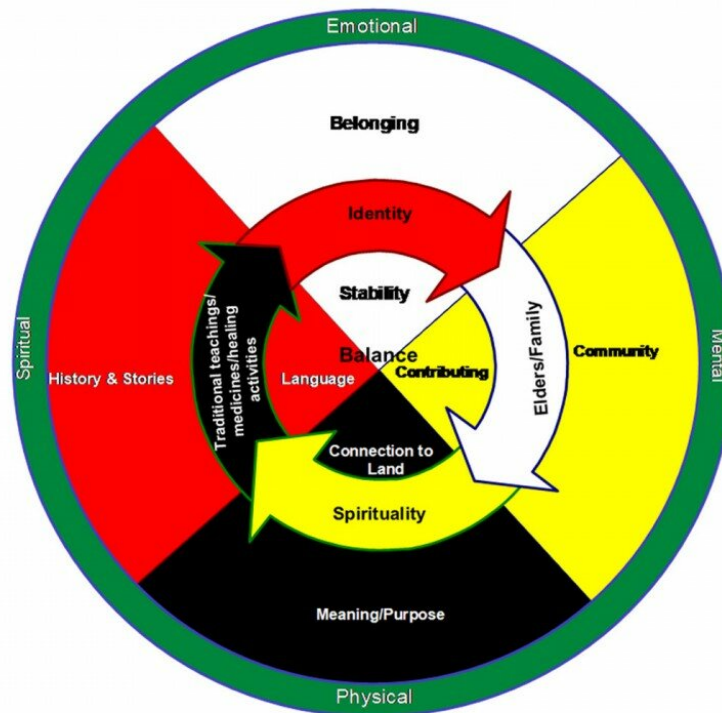 Emotional
Belonging
Identity
Stability
Balance
Spiritual
History & Stories
Traditional teachings/
medicines/healing
activities
Language
Contributing
Elders/Family
Community
Mental
Connection to
Land
Spirituality
Meaning/Purpose
Physical